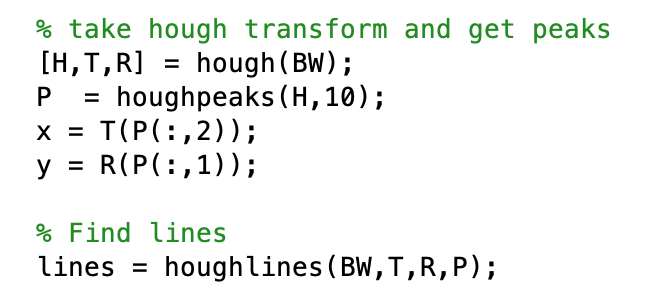 % take hough transform and get peaks
[H,T,R] = hough(BW);
P  = houghpeaks(H,10);
x = T(P(:,2));
y = R(P(:,1));

% Find lines
lines = houghlines(BW,T,R,P);